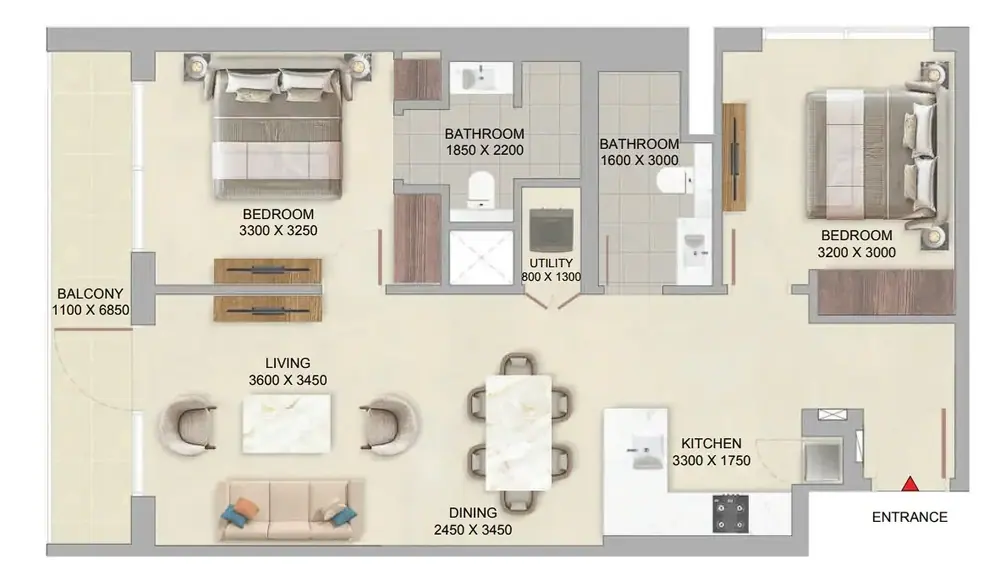 BATHROOM
1850 X 2200
BATHROOM
1600 X 3000
BEDROOM
3300 X 3250
BEDROOM
3200 X 3000
UTILITY
800 X 1300
BALCONY
1100 X 6850
LIVING
3600 X 3450
KITCHEN
3300 X 1750
DINING
2450 X 3450
ENTRANCE